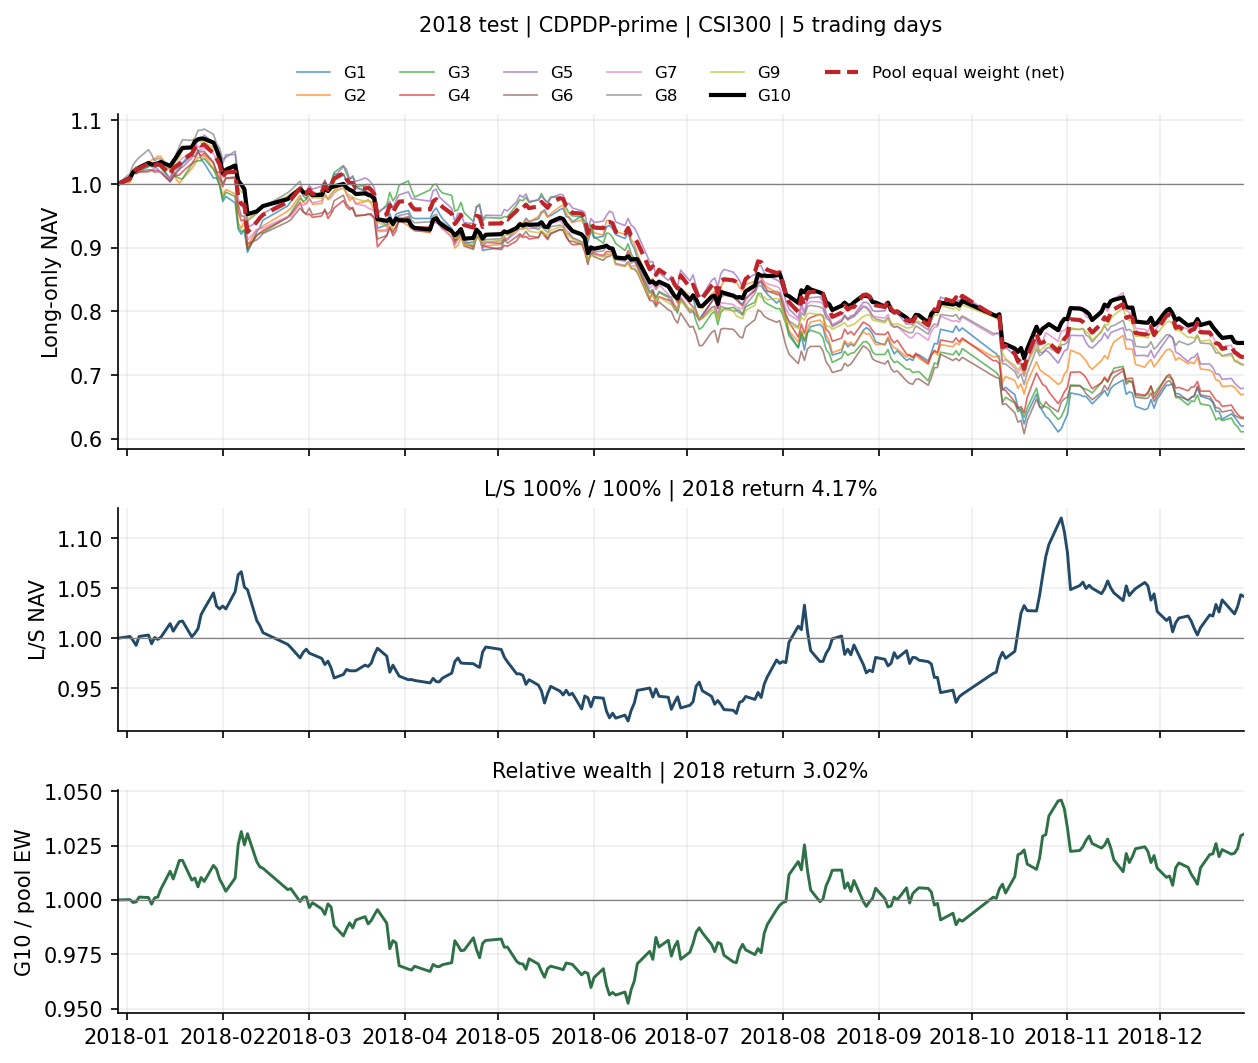 2018 test | CDPDP-prime | CSI300 | 5 trading days
G1 G3 G5 G7 G9 Pool equal weight (net)
G2 G4 G6 G8 G10
Long-only NAV
1.1
1.0
0.9
0.8
0.7
0.6
L/S 100% / 100% | 2018 return 4.17%
L/S NAV
1.10
1.05
1.00
0.95
Relative wealth | 2018 return 3.02%
G10 / pool EW
1.050
1.025
1.000
0.975
0.950
2018-01 2018-02 2018-03 2018-04 2018-05 2018-06 2018-07 2018-08 2018-09 2018-10 2018-11 2018-12